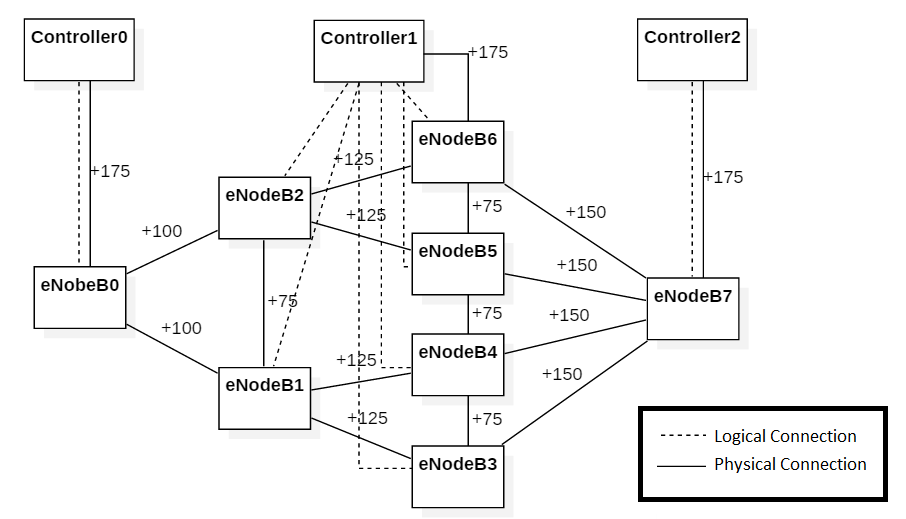 Controller0
Controller1
Controller2
+175
eNodeB6
+125
+175
+175
eNodeB2
+75
+150
+125
+100
eNodeB5
+150
eNobeB0
eNodeB7
+75
+75
+150
+100
eNodeB4
+125
+150
eNodeB1
+125
+75
eNodeB3
Logical Connection
Physical Connection